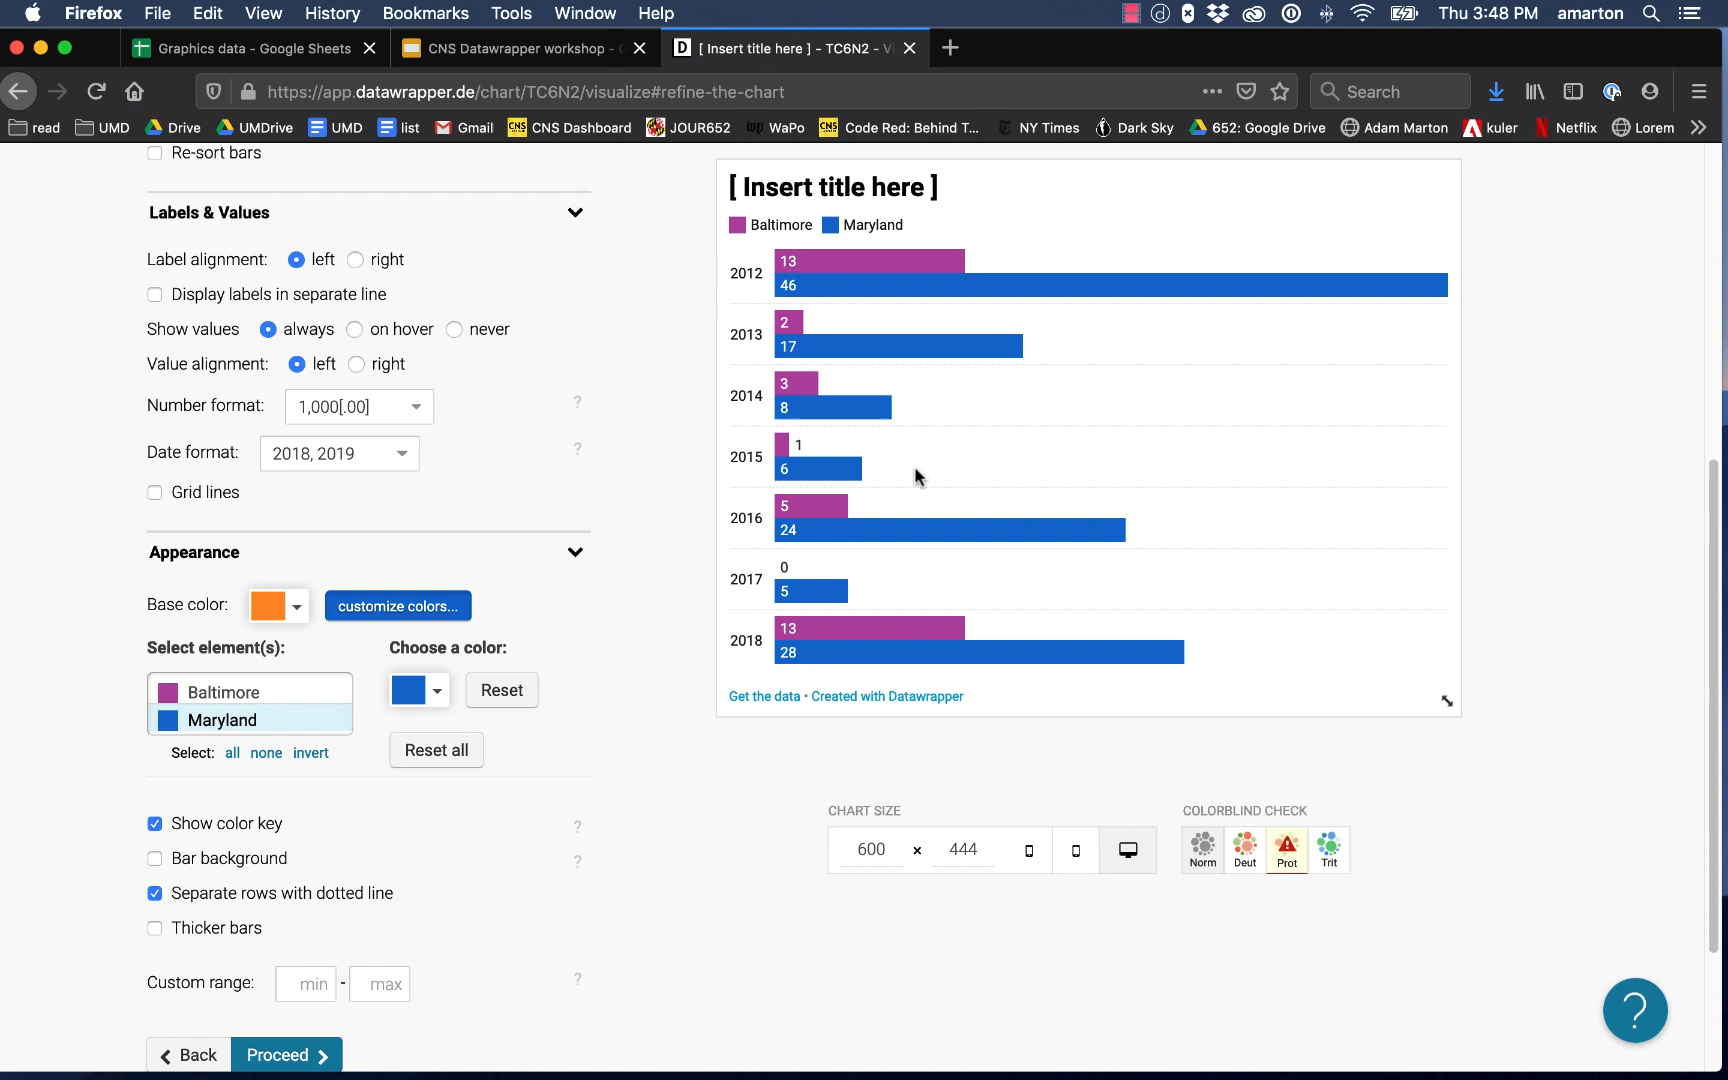 Firefox File Edit View History Bookmarks Tools Window Help Thu 3:48 PM amarton
Graphics data - Google Sheets CNS Datawrapper workshop - G D [ Insert title here ] - TC6N2 - Vi
https://app.datawrapper.de/chart/TC6N2/visualize#refine-the-chart Search
read UMD Drive UMDrive UMD list Gmail CNS CNS Dashboard JOUR652 wp WaPo CNS Code Red: Behind T... NY Times Dark Sky 652: Google Drive Adam Marton kuler Netflix Lorem
Re-sort bars
Labels & Values
Label alignment: left right
Display labels in separate line
Show values always on hover never
Value alignment: left right
Number format: 1,000[.00] ?
Date format: 2018, 2019 ?
Grid lines
Appearance
Base color: customize colors...
Select element(s): Choose a color:
Baltimore
Maryland
Reset
Select: all none invert
Reset all
Show color key ?
Bar background ?
Separate rows with dotted line
Thicker bars
Custom range: min - max ?
Back Proceed
[ Insert title here ]
Baltimore Maryland
2012 13
46
2013 2
17
2014 3
8
2015 1
6
2016 5
24
2017 0
5
2018 13
28
Get the data • Created with Datawrapper
CHART SIZE COLORBLIND CHECK
600 × 444
Norm Deut Prot Trit
?